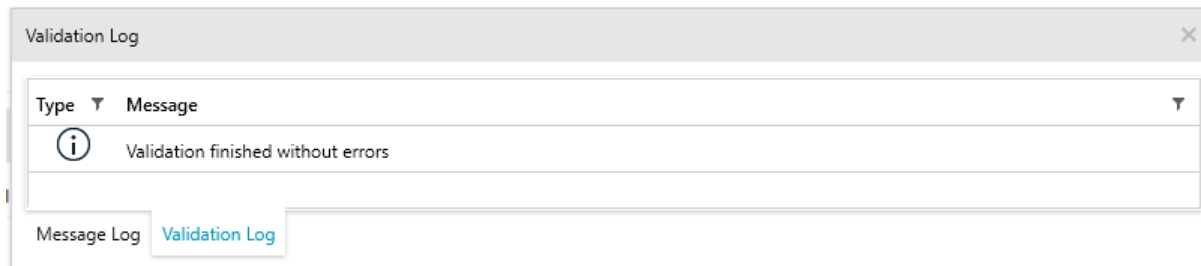 Validation Log
Type Message
Validation finished without errors
Message Log Validation Log